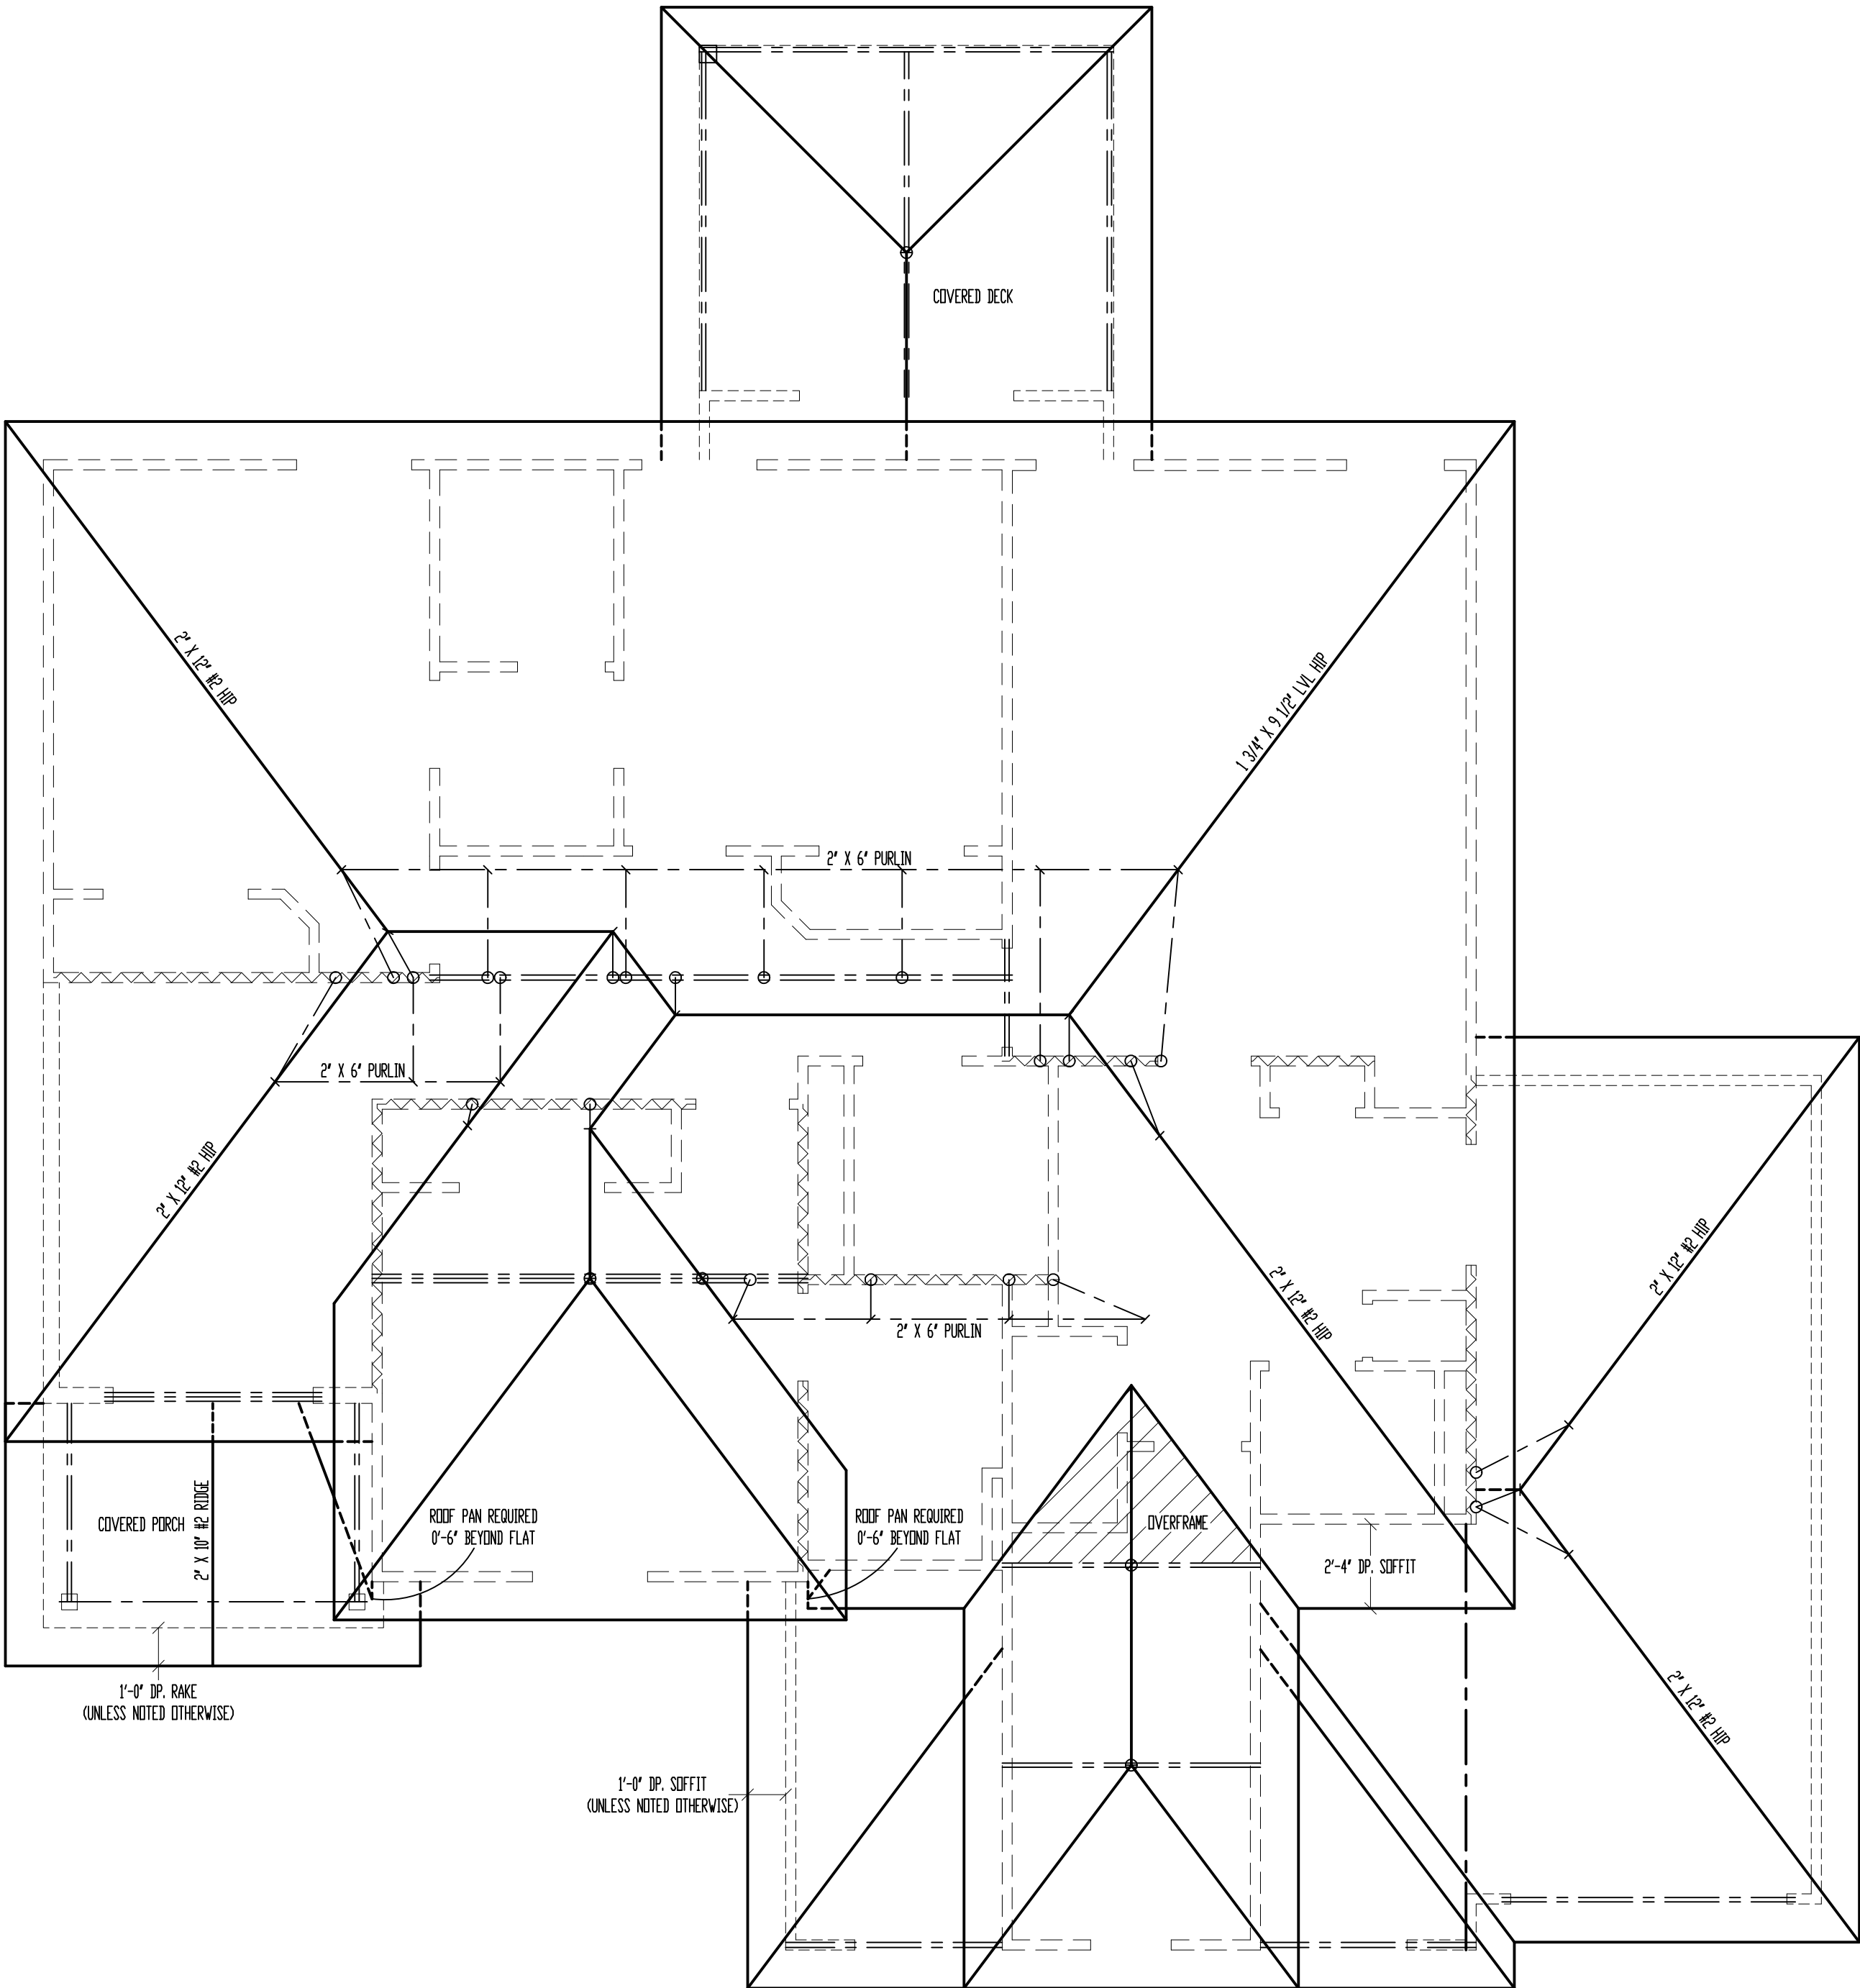 COVERED DECK
2" X 12" #2 HIP
1 3/4" X 9 1/2" LVL HIP
2" X 6" PURLIN
2" X 6" PURLIN
2" X 12" #2 HIP
2" X 12" #2 HIP
2" X 12" #2 HIP
2" X 6" PURLIN
COVERED PORCH
2" X 10" #2 RIDGE
ROOF PAN REQUIRED
0'-6" BEYOND FLAT
ROOF PAN REQUIRED
0'-6" BEYOND FLAT
OVERFRAME
2'-4" DP. SOFFIT
1'-0" DP. RAKE
(UNLESS NOTED OTHERWISE)
2" X 12" #2 HIP
1'-0" DP. SOFFIT
(UNLESS NOTED OTHERWISE)